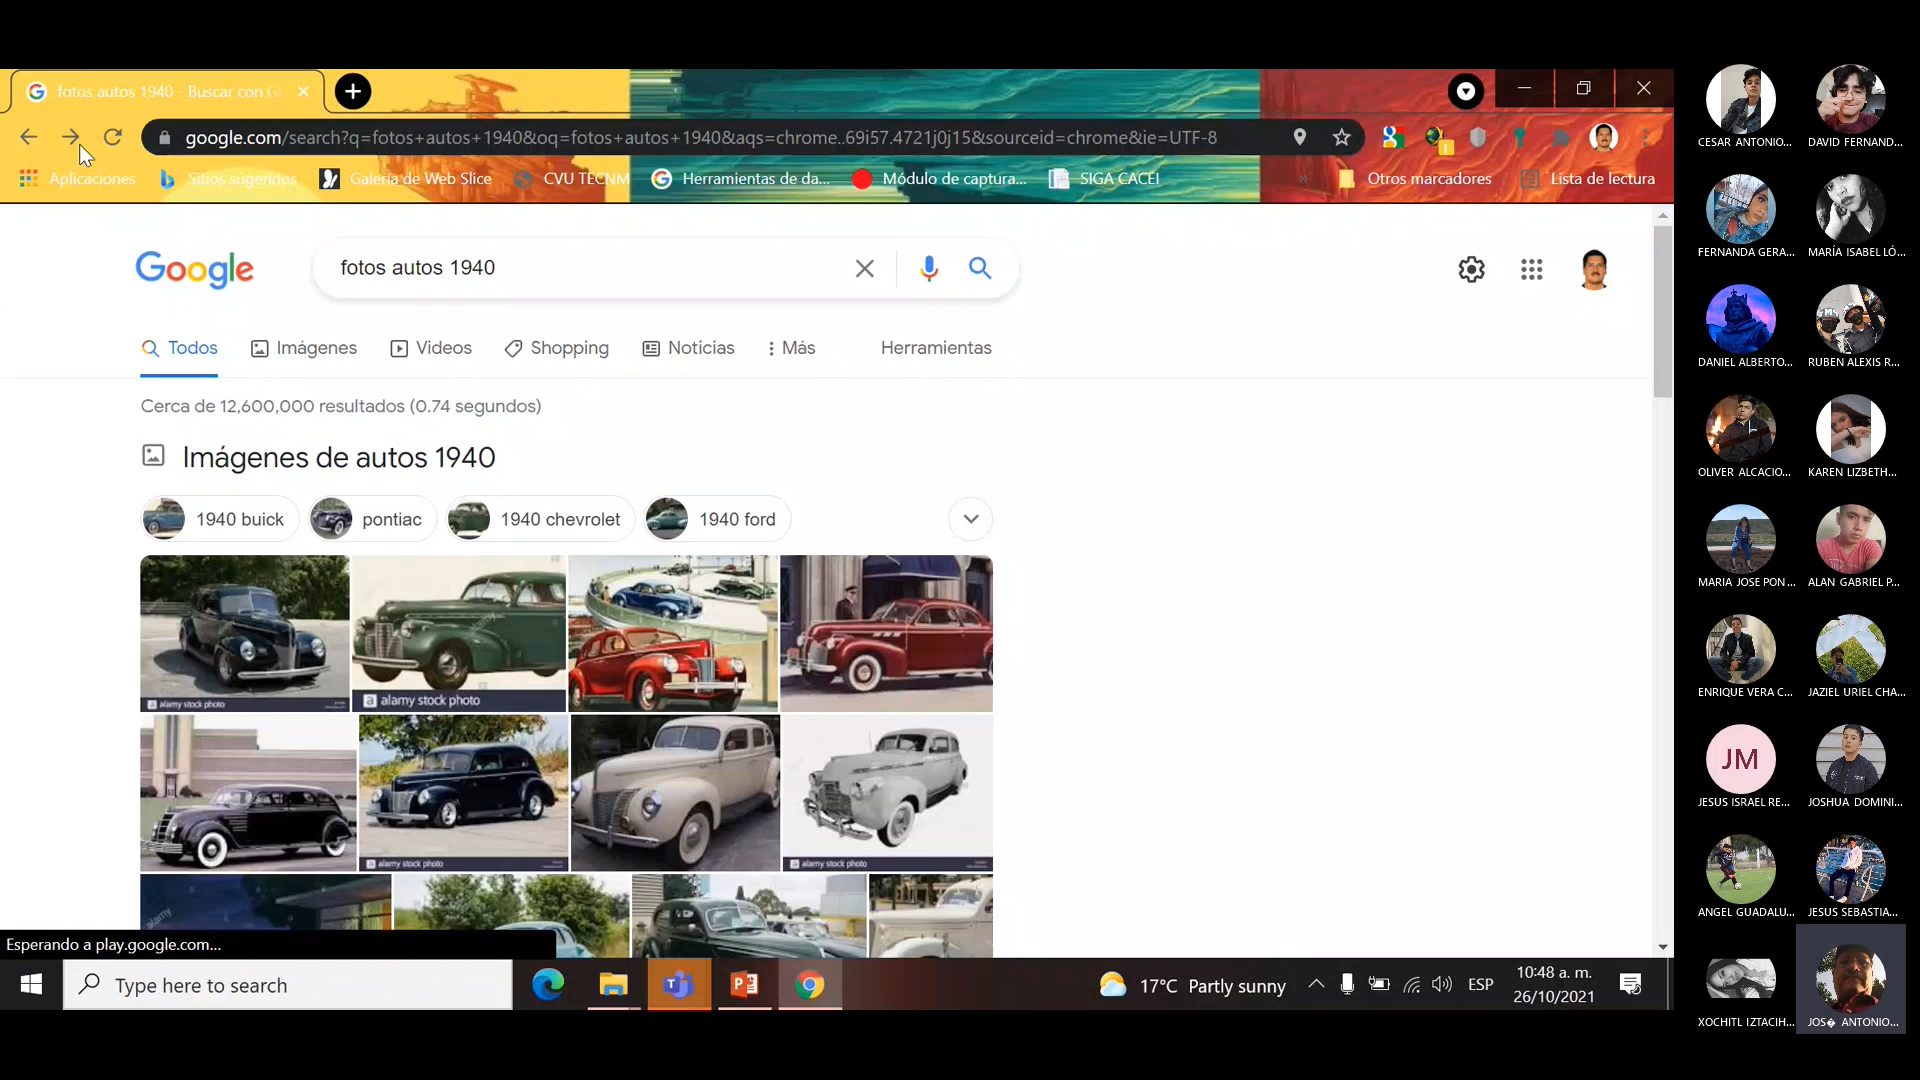 fotos autos 1940 - Buscar con G
google.com/search?q=fotos+autos+1940&oq=fotos+autos+1940&aqs=chrome..69i57.4721j0j15&sourceid=chrome&ie=UTF-8
Aplicaciones Sitios sugeridos Galería de Web Slice CVU TECNM Herramientas de da... Módulo de captura... SIGA CACEI » Otros marcadores Lista de lectura
Google fotos autos 1940
Todos Imágenes Videos Shopping Noticias Más Herramientas
Cerca de 12,600,000 resultados (0.74 segundos)
Imágenes de autos 1940
1940 buick pontiac 1940 chevrolet 1940 ford
alamy stock photo
a alamy stock photo
a alamy stock photo
a alamy stock photo
alamy
Esperando a play.google.com...
Type here to search
17°C Partly sunny
ESP
10:48 a. m.
26/10/2021
CESAR ANTONIO... DAVID FERNAND...
FERNANDA GERA... MARÍA ISABEL LÓ...
DANIEL ALBERTO... RUBEN ALEXIS R...
OLIVER ALCACIO... KAREN LIZBETH...
MARIA JOSE PON... ALAN GABRIEL P...
ENRIQUE VERA C... JAZIEL URIEL CHA...
JM
JESUS ISRAEL RE... JOSHUA DOMINI...
ANGEL GUADALU... JESUS SEBASTIA...
XOCHITL IZTACIH... JOS� ANTONIO...